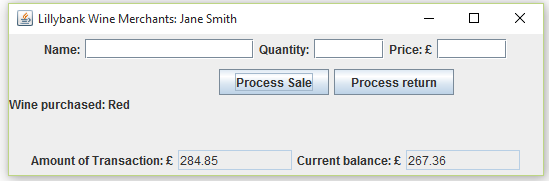 Lillybank Wine Merchants: Jane Smith
Name: Quantity: Price: £
Process Sale Process return
Wine purchased: Red
Amount of Transaction: £ 284.85 Current balance: £ 267.36